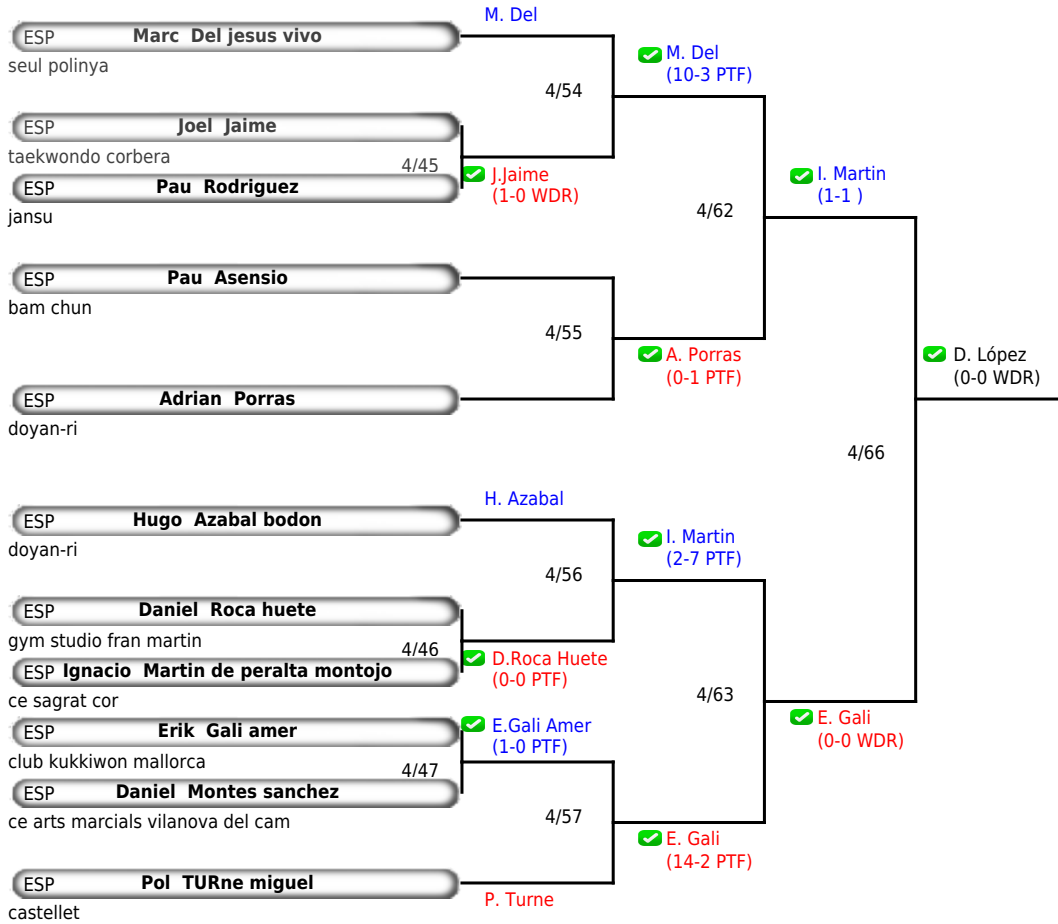 M. Del
ESP Marc Del jesus vivo
seul polinya
M. Del
(10-3 PTF)
4/54
ESP Joel Jaime
taekwondo corbera
4/45
J.Jaime
(1-0 WDR)
ESP Pau Rodriguez
jansu
I. Martin
(1-1 )
4/62
ESP Pau Asensio
bam chun
4/55
A. Porras
(0-1 PTF)
D. López
(0-0 WDR)
ESP Adrian Porras
doyan-ri
4/66
H. Azabal
ESP Hugo Azabal bodon
doyan-ri
I. Martin
(2-7 PTF)
4/56
ESP Daniel Roca huete
gym studio fran martin
4/46
D.Roca Huete
(0-0 PTF)
ESP Ignacio Martin de peralta montojo
ce sagrat cor
4/63
E. Gali
(0-0 WDR)
E.Gali Amer
(1-0 PTF)
ESP Erik Gali amer
club kukkiwon mallorca
4/47
ESP Daniel Montes sanchez
ce arts marcials vilanova del cam
4/57
E. Gali
(14-2 PTF)
ESP Pol TURne miguel
castellet
P. Turne